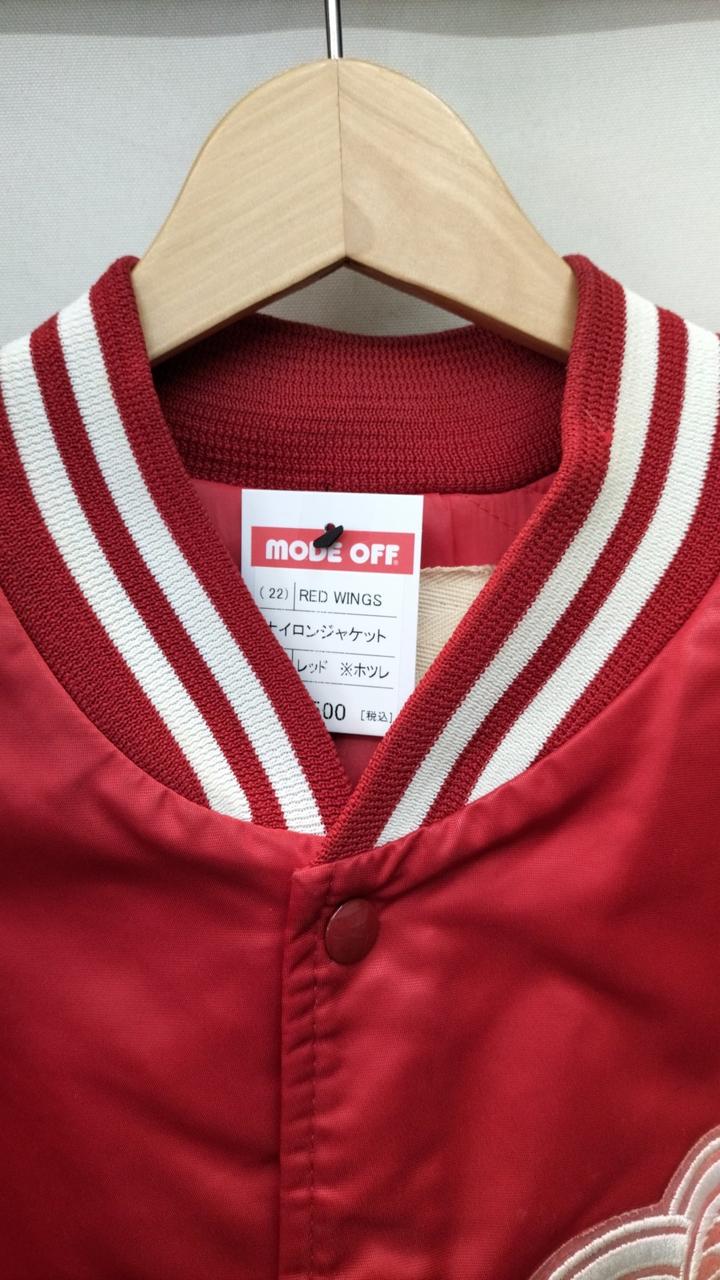 MODE OFF
(22) RED WINGS
ナイロンジャケット
レッド ※ホツレ
500 [税込]